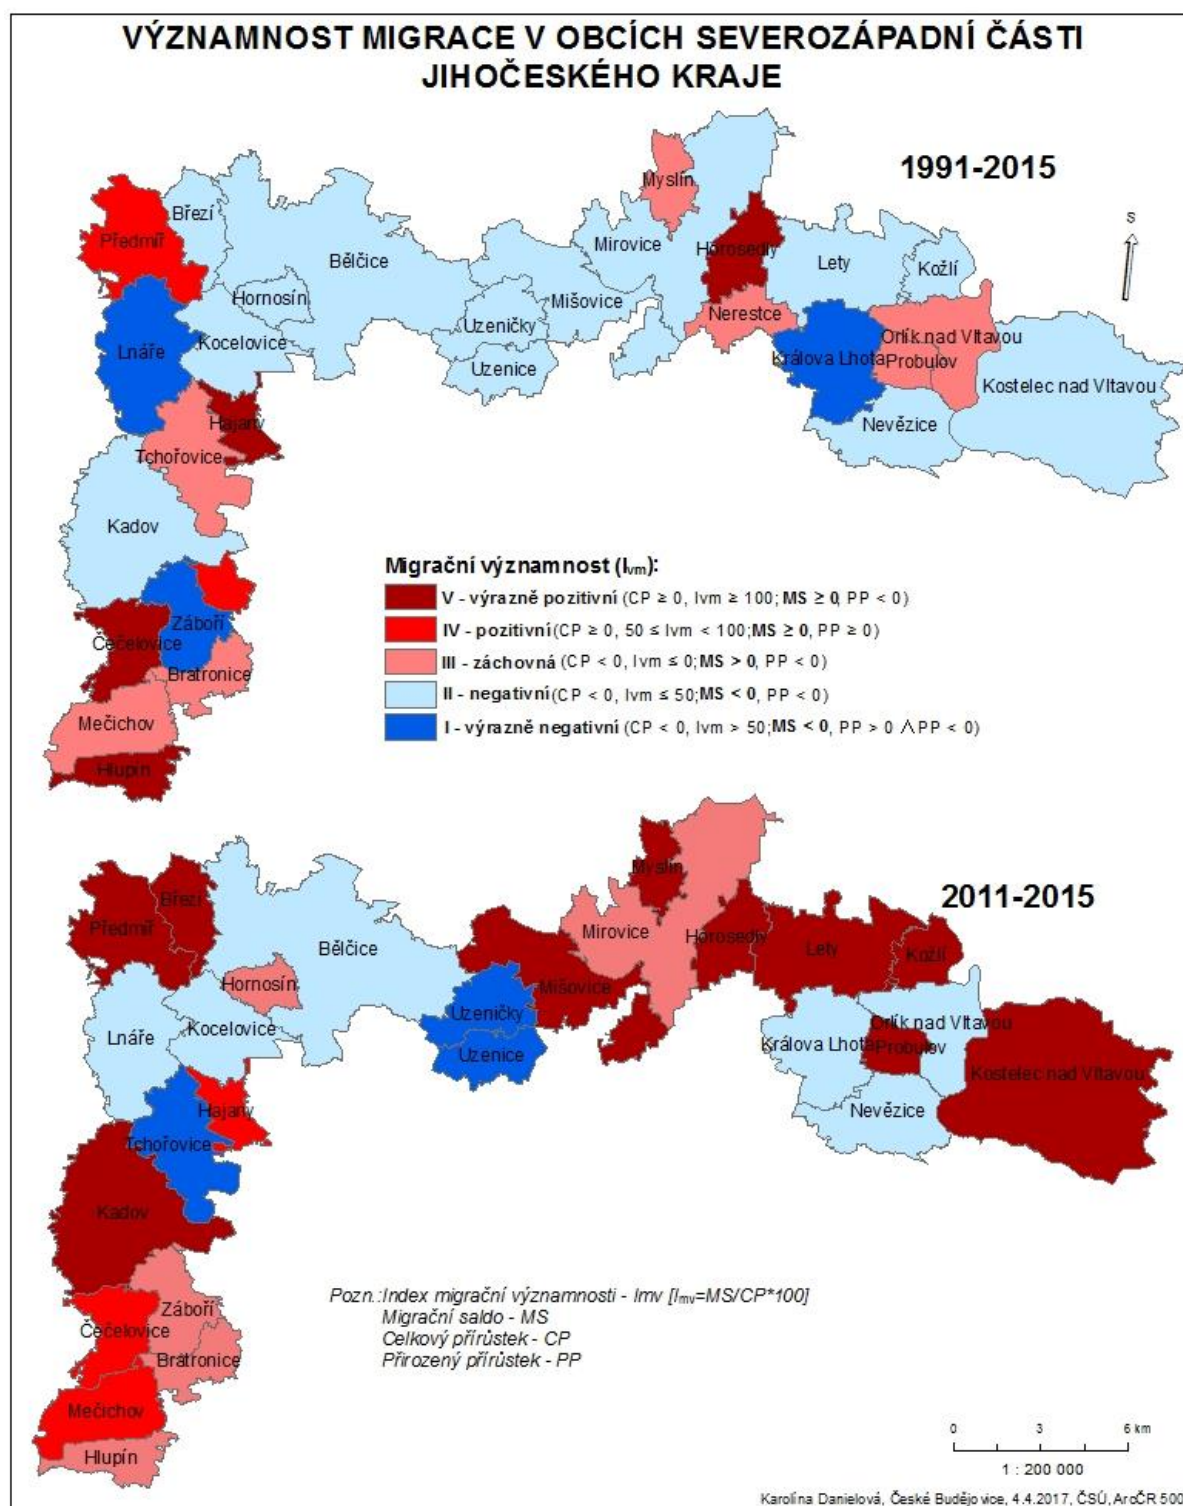 VÝZNAMNOST MIGRACE V OBCÍCH SEVEROZÁPADNÍ ČÁSTI
JIHOČESKÉHO KRAJE
1991-2015
S
Myslín
Březí
Předmíř
Mirovice
Horosedly
Bělčice
Lety
Kožlí
Hornosín
Mišovice
Nerestce
Uzeničky
Orlík nad Vltavou
Lnáře
Kocelovice
Králova Lhota
Probulov
Uzenice
Kostelec nad Vltavou
Hajany
Nevězice
Tchořovice
Kadov
Záboří
Čečelovice
Bratronice
Mečichov
Hlupín
Migrační významnost (Ivm):
V - výrazně pozitivní (CP ≥ 0, Ivm ≥ 100; MS ≥ 0, PP < 0)
IV - pozitivní (CP ≥ 0, 50 ≤ Ivm < 100; MS ≥ 0, PP ≥ 0)
III - záchovná (CP < 0, Ivm ≤ 0; MS > 0, PP < 0)
II - negativní (CP < 0, Ivm ≤ 50; MS < 0, PP < 0)
I - výrazně negativní (CP < 0, Ivm > 50; MS < 0, PP > 0 ∧ PP < 0)
2011-2015
Myslín
Březí
Předmíř
Mirovice
Horosedly
Bělčice
Lety
Kožlí
Hornosín
Mišovice
Uzeničky
Orlík nad Vltavou
Lnáře
Kocelovice
Králova Lhota
Probulov
Uzenice
Kostelec nad Vltavou
Hajany
Nevězice
Tchořovice
Kadov
Záboří
Čečelovice
Bratronice
Mečichov
Hlupín
Pozn.:Index migrační významnosti - Imv [Imv=MS/CP*100]
Migrační saldo - MS
Celkový přírůstek - CP
Přirozený přírůstek - PP
0 3 6 km
1 : 200 000
Karolína Danielová, České Budějovice, 4.4.2017, ČSÚ, ArcČR 500